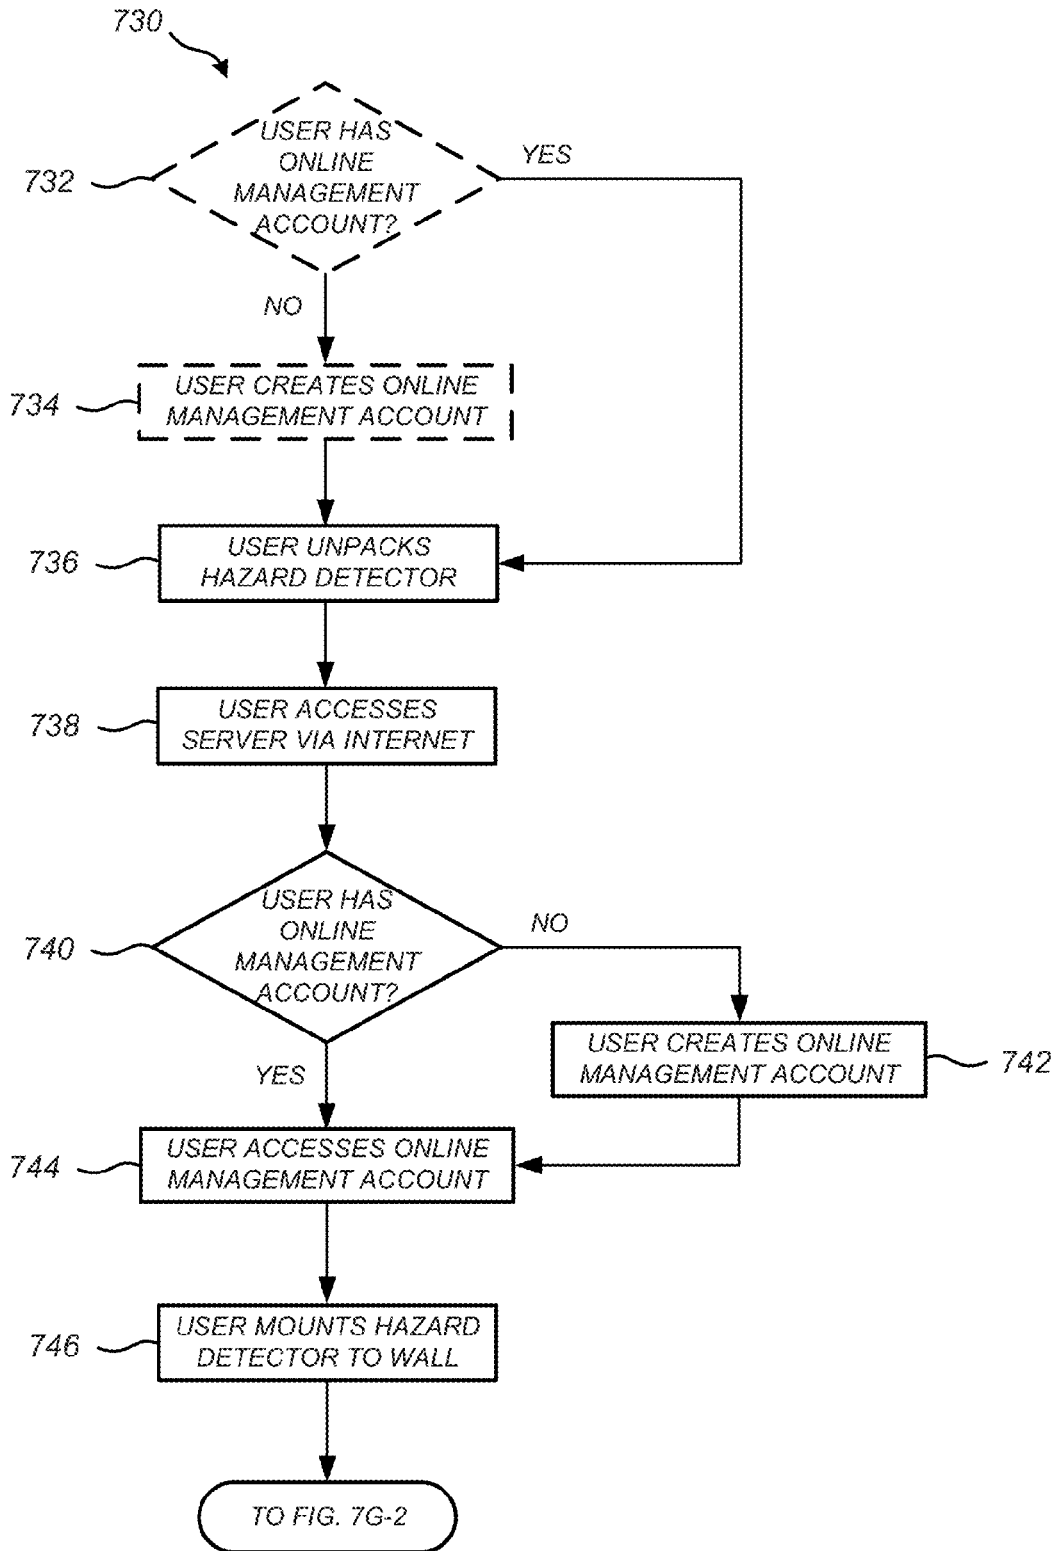 730
USER HAS
ONLINE
MANAGEMENT
ACCOUNT?
732
YES
NO
USER CREATES ONLINE
MANAGEMENT ACCOUNT
734
USER UNPACKS
HAZARD DETECTOR
736
USER ACCESSES
SERVER VIA INTERNET
738
USER HAS
ONLINE
MANAGEMENT
ACCOUNT?
740
NO
YES
USER CREATES ONLINE
MANAGEMENT ACCOUNT
742
USER ACCESSES ONLINE
MANAGEMENT ACCOUNT
744
USER MOUNTS HAZARD
DETECTOR TO WALL
746
TO FIG. 7G-2